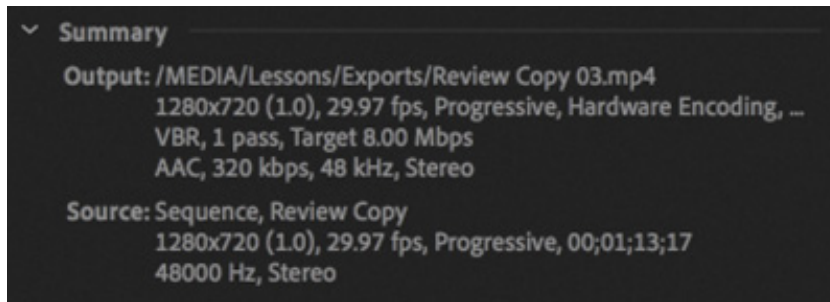 Summary
Output: /MEDIA/Lessons/Exports/Review Copy 03.mp4
1280x720 (1.0), 29.97 fps, Progressive, Hardware Encoding, ...
VBR, 1 pass, Target 8.00 Mbps
AAC, 320 kbps, 48 kHz, Stereo
Source: Sequence, Review Copy
1280x720 (1.0), 29.97 fps, Progressive, 00;01;13;17
48000 Hz, Stereo